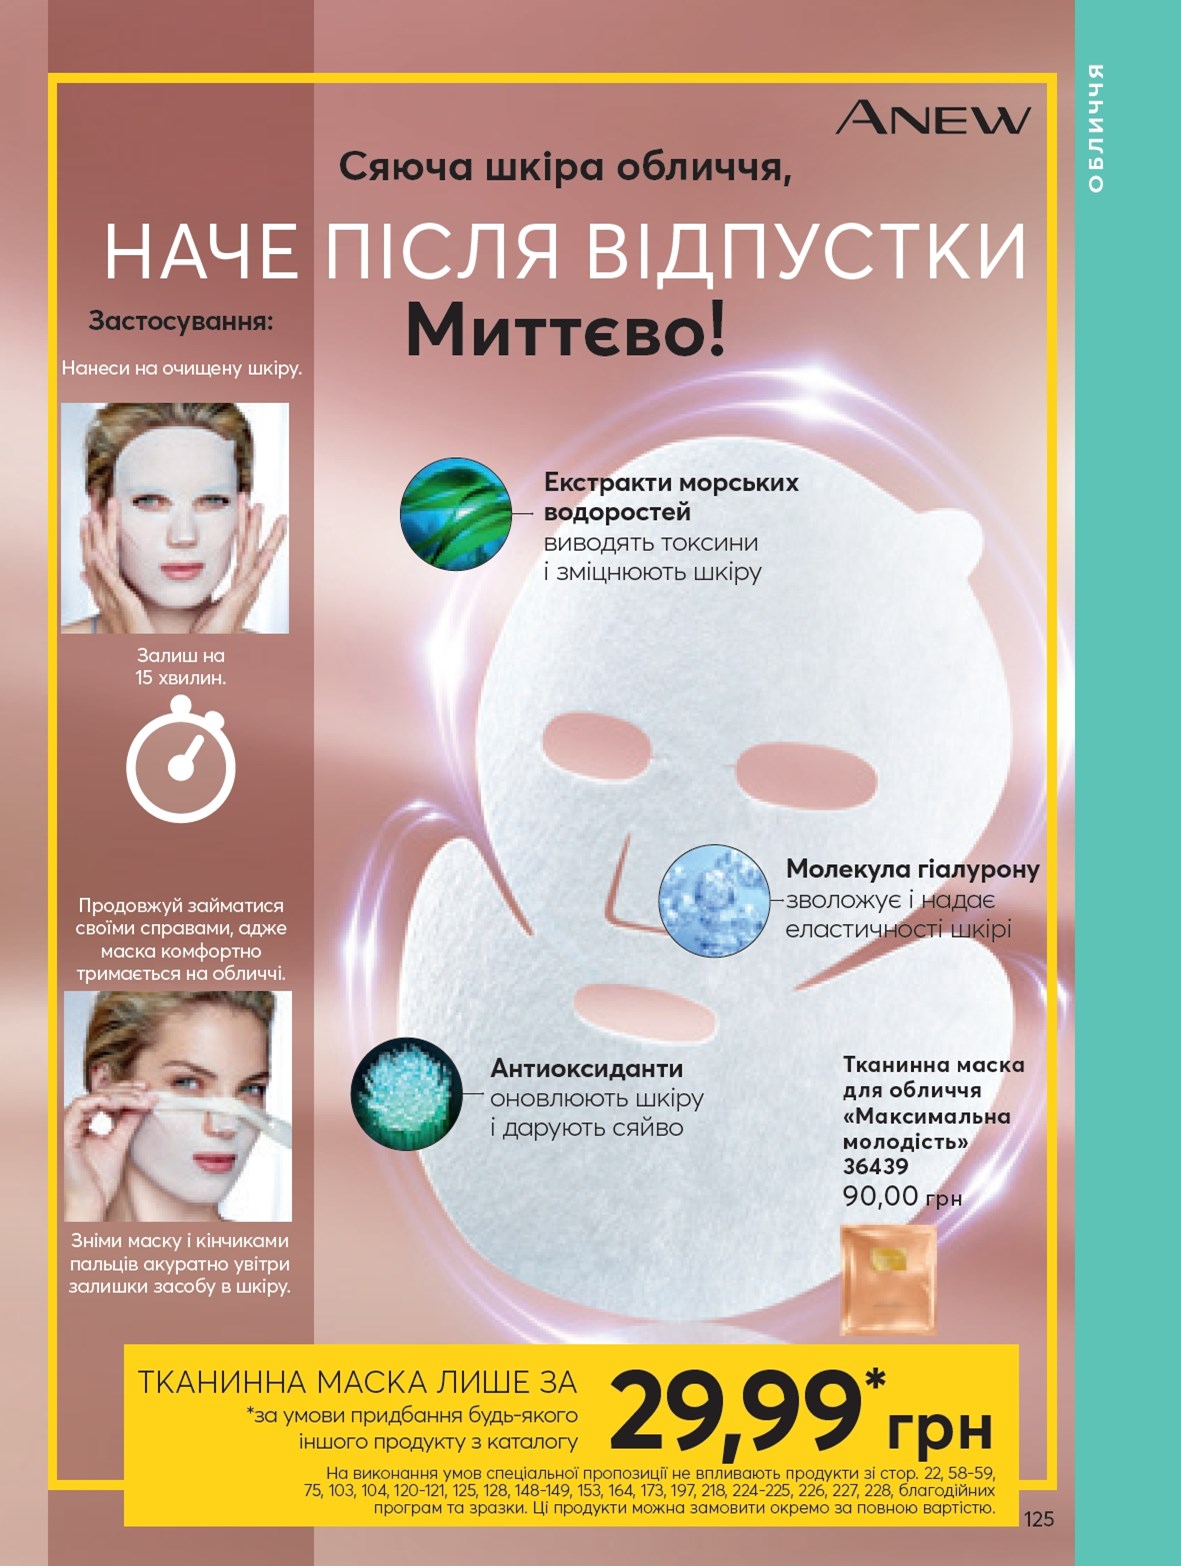 ОБЛИЧЧЯ
ANEW
Сяюча шкіра обличчя,
НАЧЕ ПІСЛЯ ВІДПУСТКИ
Миттєво!
Застосування:
Нанеси на очищену шкіру.
Залиш на
15 хвилин.
Продовжуй займатися
своїми справами, адже
маска комфортно
тримається на обличчі.
Зніми маску і кінчиками
пальців акуратно увітри
залишки засобу в шкіру.
Екстракти морських
водоростей
виводять токсини
і зміцнюють шкіру
Молекула гіалурону
зволожує і надає
еластичності шкірі
Антиоксиданти
оновлюють шкіру
і дарують сяйво
Тканинна маска
для обличчя
«Максимальна
молодість»
36439
90,00 грн
ТКАНИННА МАСКА ЛИШЕ ЗА
*за умови придбання будь-якого
іншого продукту з каталогу
29,99* грн
На виконання умов спеціальної пропозиції не впливають продукти зі стор. 22, 58-59,
75, 103, 104, 120-121, 125, 128, 148-149, 153, 164, 173, 197, 218, 224-225, 226, 227, 228, благодійних
програм та зразки. Ці продукти можна замовити окремо за повною вартістю.
125